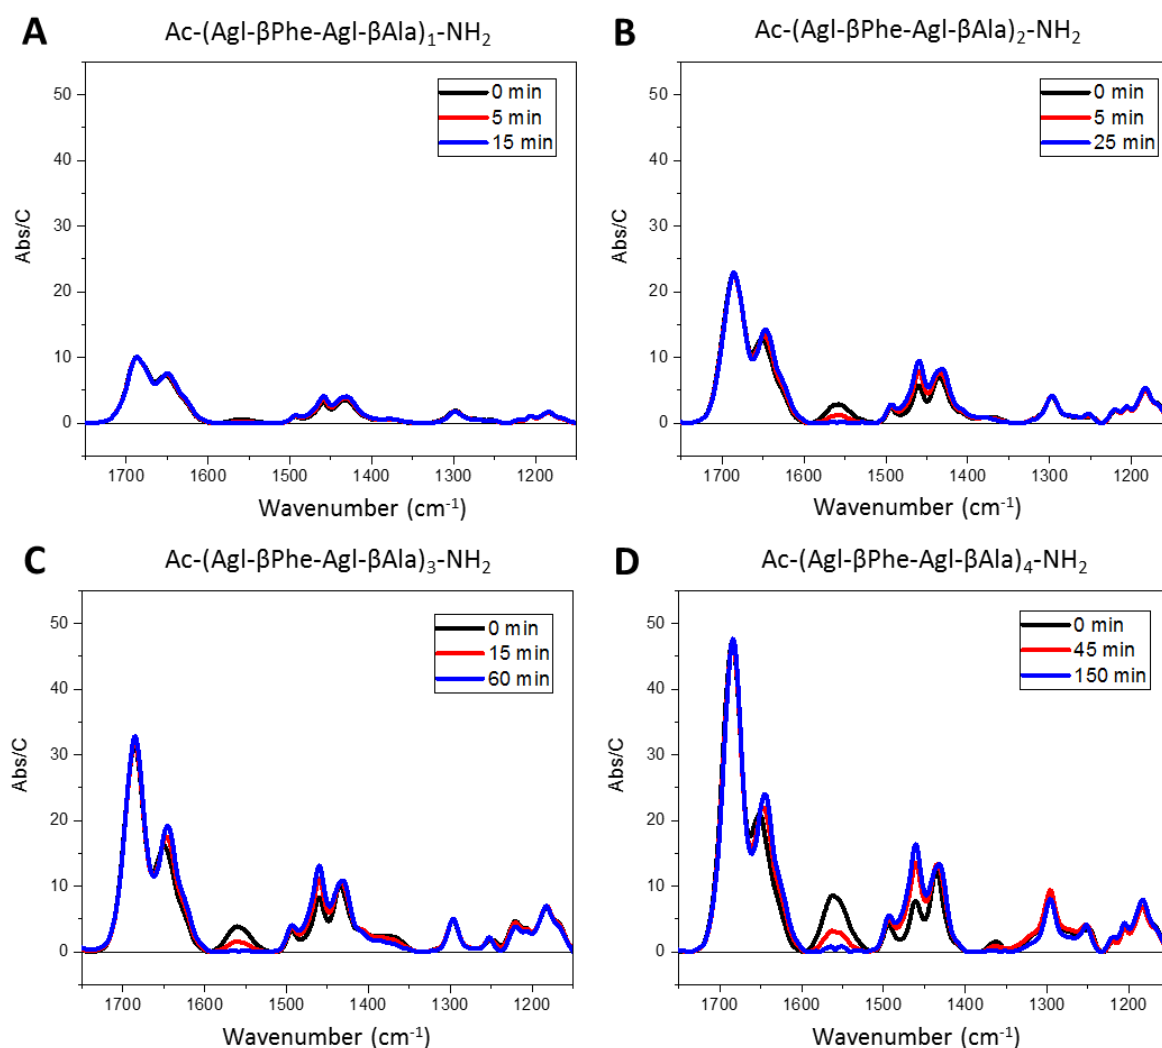 A
Ac-(Agl-βPhe-Agl-βAla)₁-NH₂
0 min
5 min
15 min
50
40
30
20
10
0
Abs/C
1700 1600 1500 1400 1300 1200
Wavenumber (cm⁻¹)
B
Ac-(Agl-βPhe-Agl-βAla)₂-NH₂
0 min
5 min
25 min
50
40
30
20
10
0
Abs/C
1700 1600 1500 1400 1300 1200
Wavenumber (cm⁻¹)
C
Ac-(Agl-βPhe-Agl-βAla)₃-NH₂
0 min
15 min
60 min
50
40
30
20
10
0
Abs/C
1700 1600 1500 1400 1300 1200
Wavenumber (cm⁻¹)
D
Ac-(Agl-βPhe-Agl-βAla)₄-NH₂
0 min
45 min
150 min
50
40
30
20
10
0
Abs/C
1700 1600 1500 1400 1300 1200
Wavenumber (cm⁻¹)